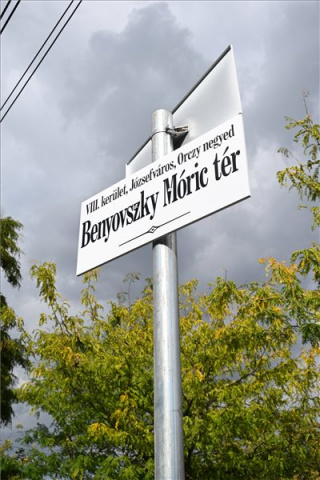 VIII. kerület, Józsefváros, Orczy negyed
Benyovszky Móric tér